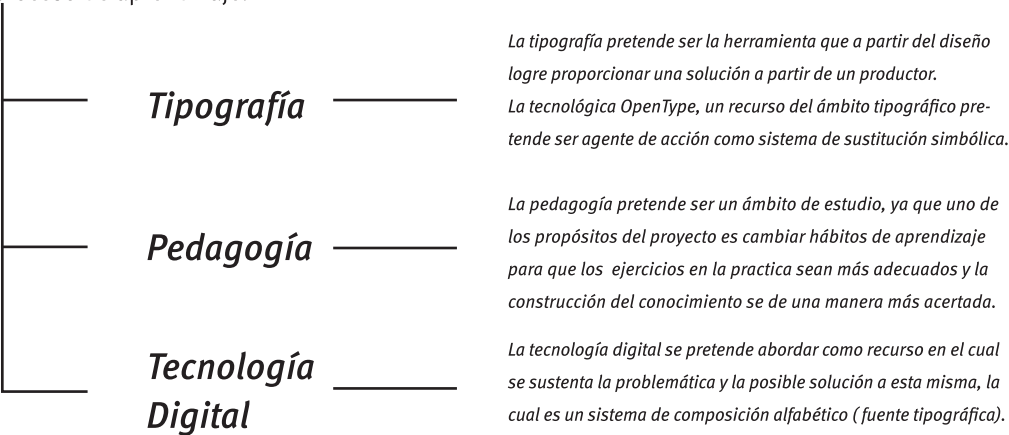 Tipografía
La tipografía pretende ser la herramienta que a partir del diseño
logre proporcionar una solución a partir de un productor.
La tecnológica OpenType, un recurso del ámbito tipográfico pre-
tende ser agente de acción como sistema de sustitución simbólica.
Pedagogía
La pedagogía pretende ser un ámbito de estudio, ya que uno de
los propósitos del proyecto es cambiar hábitos de aprendizaje
para que los  ejercicios en la practica sean más adecuados y la
construcción del conocimiento se de una manera más acertada.
Tecnología
Digital
La tecnología digital se pretende abordar como recurso en el cual
se sustenta la problemática y la posible solución a esta misma, la
cual es un sistema de composición alfabético ( fuente tipográfica).